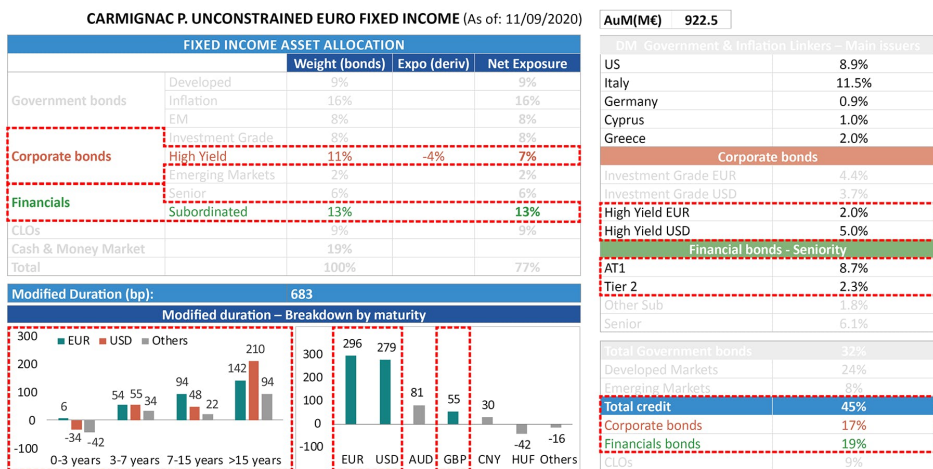 CARMIGNAC P. UNCONSTRAINED EURO FIXED INCOME (As of: 11/09/2020)
FIXED INCOME ASSET ALLOCATION
Weight (bonds) Expo (deriv) Net Exposure
Government bonds
Developed 9% 9%
Inflation 16% 16%
EM 8% 8%
Corporate bonds
Investment Grade 8% 8%
High Yield 11% -4% 7%
Emerging Markets 2% 2%
Financials
Senior 6% 6%
Subordinated 13% 13%
CLOs 9% 9%
Cash & Money Market 19%
Total 100% 77%
Modified Duration (bp): 683
Modified duration – Breakdown by maturity
EUR USD Others
300
200
100
0
-100
6 -34 -42
54 55 34
94 48 22
142 210 94
0-3 years 3-7 years 7-15 years >15 years
300
200
100
0
-100
296 279 81 55 30 -42 -16
EUR USD AUD GBP CNY HUF Others
AuM(M€) 922.5
DM Government & Inflation Linkers – Main issuers
US 8.9%
Italy 11.5%
Germany 0.9%
Cyprus 1.0%
Greece 2.0%
Corporate bonds
Investment Grade EUR 4.4%
Investment Grade USD 3.7%
High Yield EUR 2.0%
High Yield USD 5.0%
Financial bonds - Seniority
AT1 8.7%
Tier 2 2.3%
Other Sub 1.8%
Senior 6.1%
Total Government bonds 32%
Developed Markets 24%
Emerging Markets 8%
Total credit 45%
Corporate bonds 17%
Financials bonds 19%
CLOs 9%